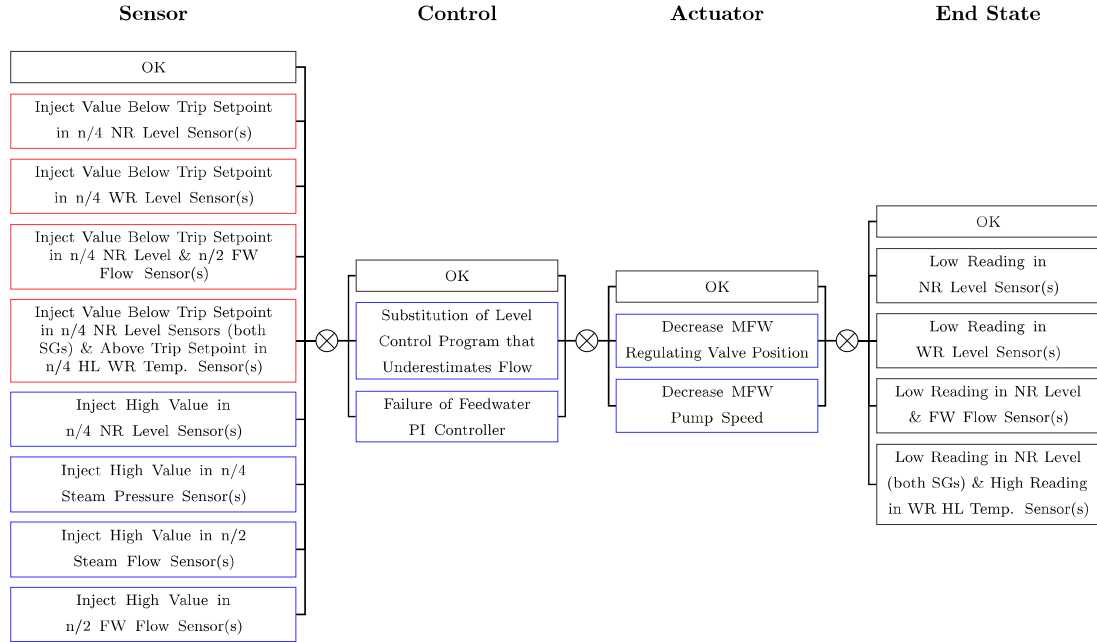 Sensor
Control
Actuator
End State
OK
Inject Value Below Trip Setpoint
in n/4 NR Level Sensor(s)
Inject Value Below Trip Setpoint
in n/4 WR Level Sensor(s)
Inject Value Below Trip Setpoint
in n/4 NR Level & n/2 FW
Flow Sensor(s)
Inject Value Below Trip Setpoint
in n/4 NR Level Sensors (both
SGs) & Above Trip Setpoint in
n/4 HL WR Temp. Sensor(s)
Inject High Value in
n/4 NR Level Sensor(s)
Inject High Value in n/4
Steam Pressure Sensor(s)
Inject High Value in n/2
Steam Flow Sensor(s)
Inject High Value in
n/2 FW Flow Sensor(s)
OK
Substitution of Level
Control Program that
Underestimates Flow
Failure of Feedwater
PI Controller
OK
Decrease MFW
Regulating Valve Position
Decrease MFW
Pump Speed
OK
Low Reading in
NR Level Sensor(s)
Low Reading in
WR Level Sensor(s)
Low Reading in NR Level
& FW Flow Sensor(s)
Low Reading in NR Level
(both SGs) & High Reading
in WR HL Temp. Sensor(s)